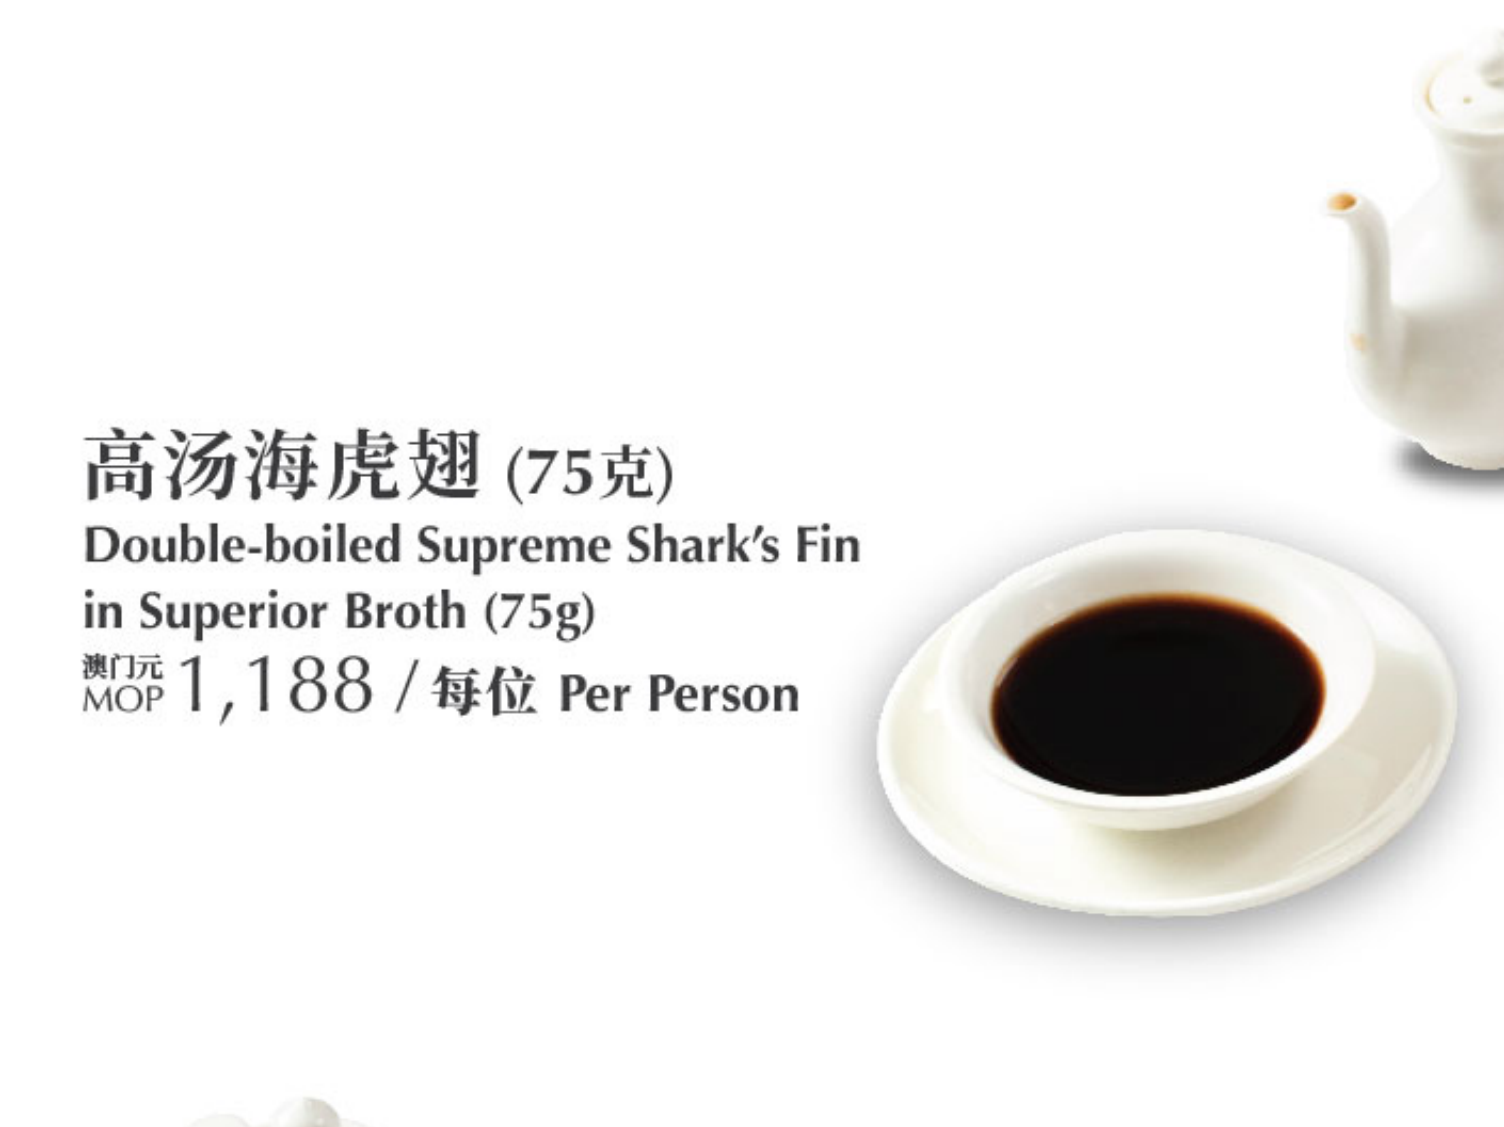 高汤海虎翅 (75克)
Double-boiled Supreme Shark's Fin
in Superior Broth (75g)
澳门元
MOP 1,188 / 每位 Per Person